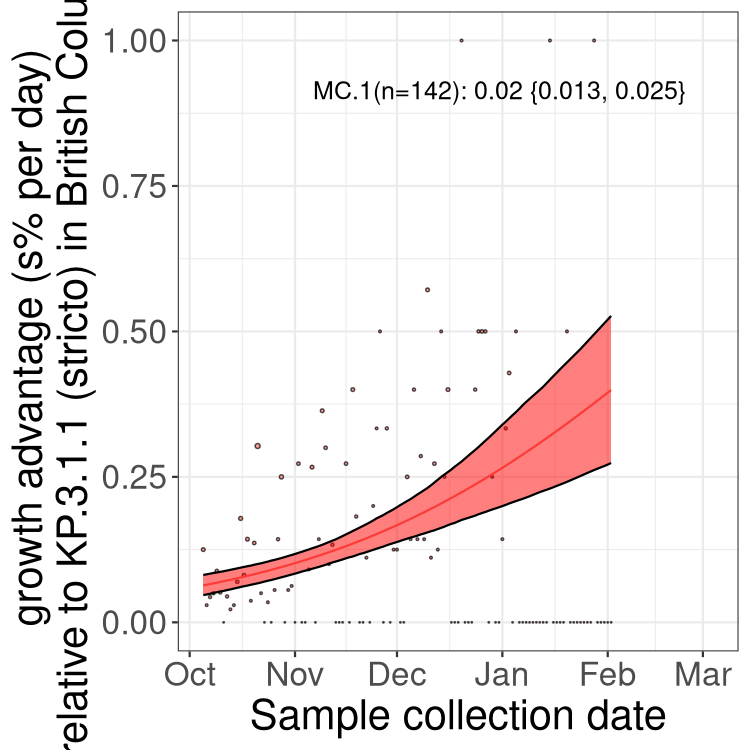 growth advantage (s% per day)
relative to KP.3.1.1 (stricto) in British Colu
1.00
0.75
0.50
0.25
0.00
MC.1(n=142): 0.02 {0.013, 0.025}
Oct Nov Dec Jan Feb Mar
Sample collection date